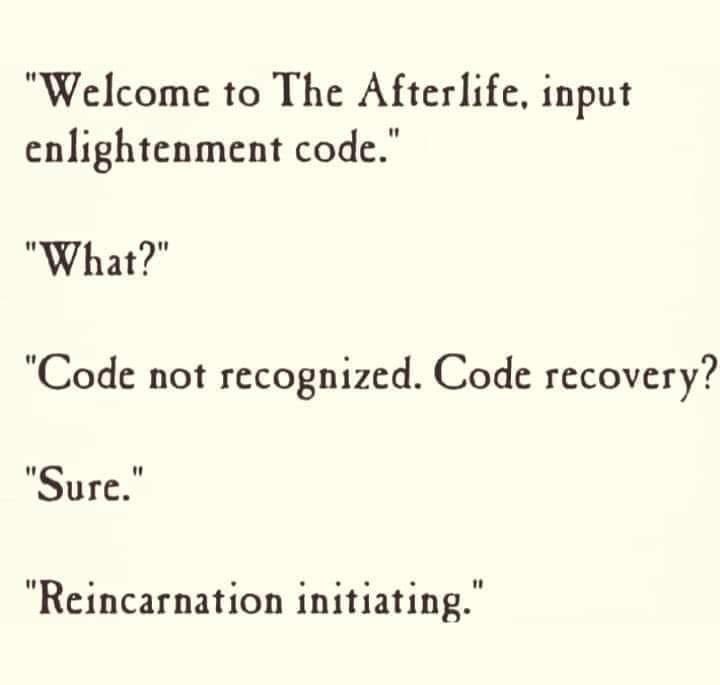 "Welcome to The Afterlife, input
enlightenment code."
"What?"
"Code not recognized. Code recovery?
"Sure."
"Reincarnation initiating."